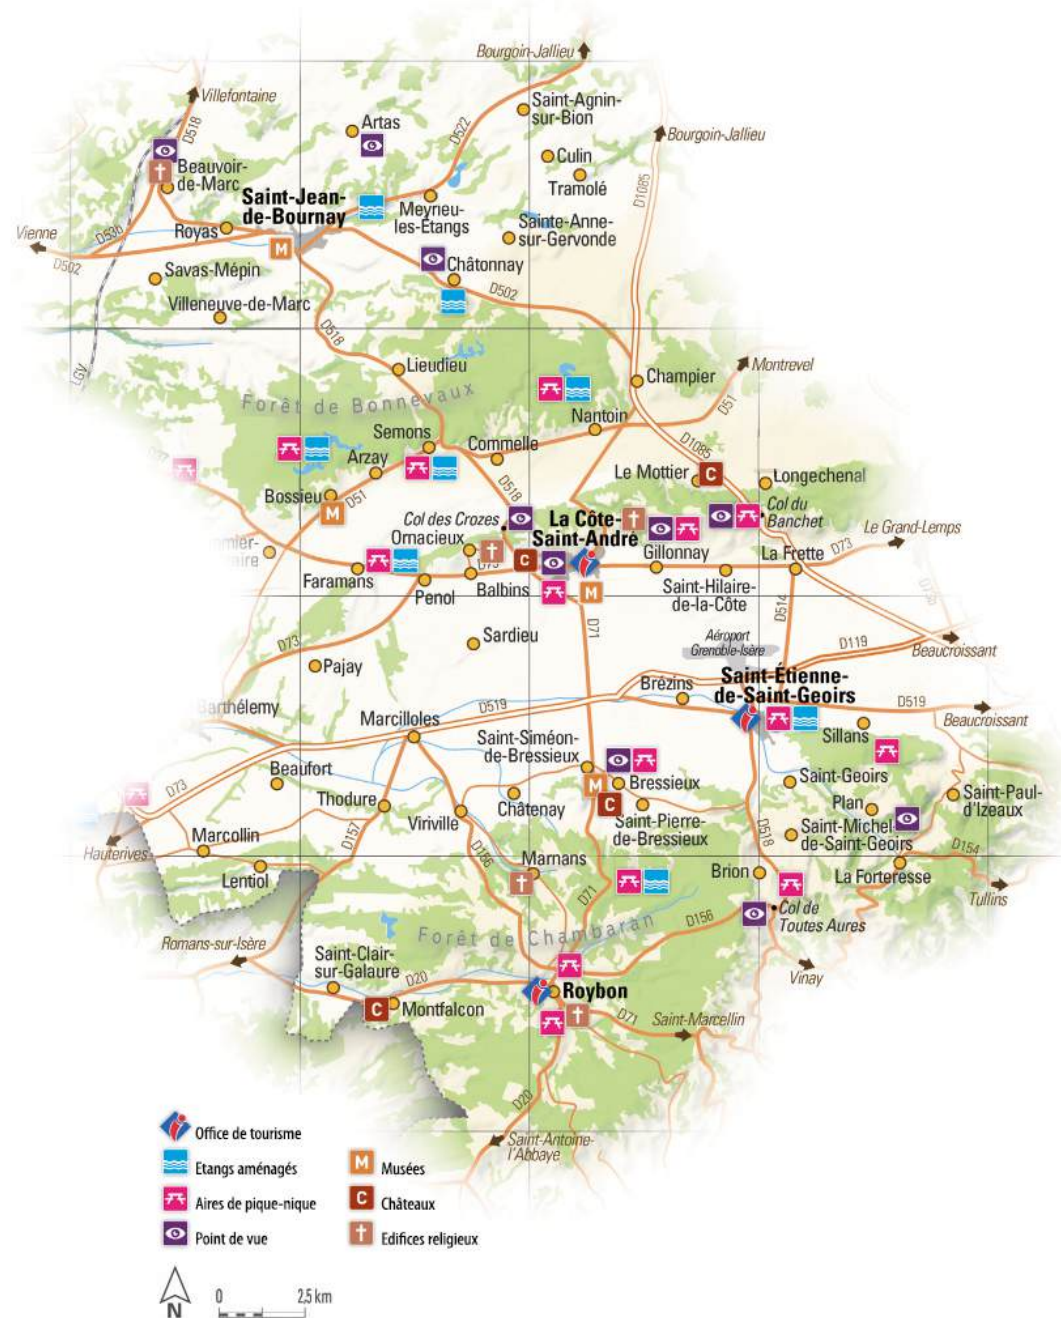 Bourgoin-Jallieu
Villefontaine
D518
Artas
D522
Saint-Agnin-
sur-Bion
Bourgoin-Jallieu
Culin
Tramolé
Beauvoir-
de-Marc
D1085
Saint-Jean-
de-Bournay
Meyrieu-
les-Etangs
Sainte-Anne-
sur-Gervonde
Vienne
D53b
Royas
D502
M
Savas-Mépin
Châtonnay
D502
Villeneuve-de-Marc
D518
LGV
Lieudieu
Champier
Montrevel
Forêt de Bonnevaux
D51
Nantoin
Semons
Commelle
D1085
Arzay
Le Mottier
C
Longechenal
Bossieu
D51
D518
M
Col des Crozes
La Côte-
Saint-André
Col du
Banchet
Le Grand-Lemps
Ornacieux
Gillonnay
La Frette
D73
C
Faramans
D73
Penol
Balbins
Saint-Hilaire-
de-la-Côte
M
D514
D71
Sardieu
Aéroport
Grenoble-Isère
D119
Beaucroissant
D73
Pajay
Brézins
Saint-Étienne-
de-Saint-Geoirs
Barthélemy
D519
D519
Beaucroissant
Marcilloles
Sillans
Saint-Siméon-
de-Bressieux
Beaufort
M
Bressieux
Saint-Geoirs
D73
Thodure
Châtenay
C
Plan
Saint-Paul-
d'Izeaux
Viriville
Saint-Pierre-
de-Bressieux
Saint-Michel-
de-Saint-Geoirs
Marcollin
D157
D518
Hauterives
D156
D154
Lentiol
Marnans
Brion
La Forteresse
D71
Tullins
Col de
Toutes Aures
Forêt de Chambaran
D156
Romans-sur-Isère
Saint-Clair-
sur-Galaure
Vinay
D20
Roybon
C
Montfalcon
D71
Saint-Marcellin
D20
Saint-Antoine-
l'Abbaye
Office de tourisme
Etangs aménagés
M
Musées
Aires de pique-nique
C
Châteaux
Point de vue
Edifices religieux
N
0
2,5 km